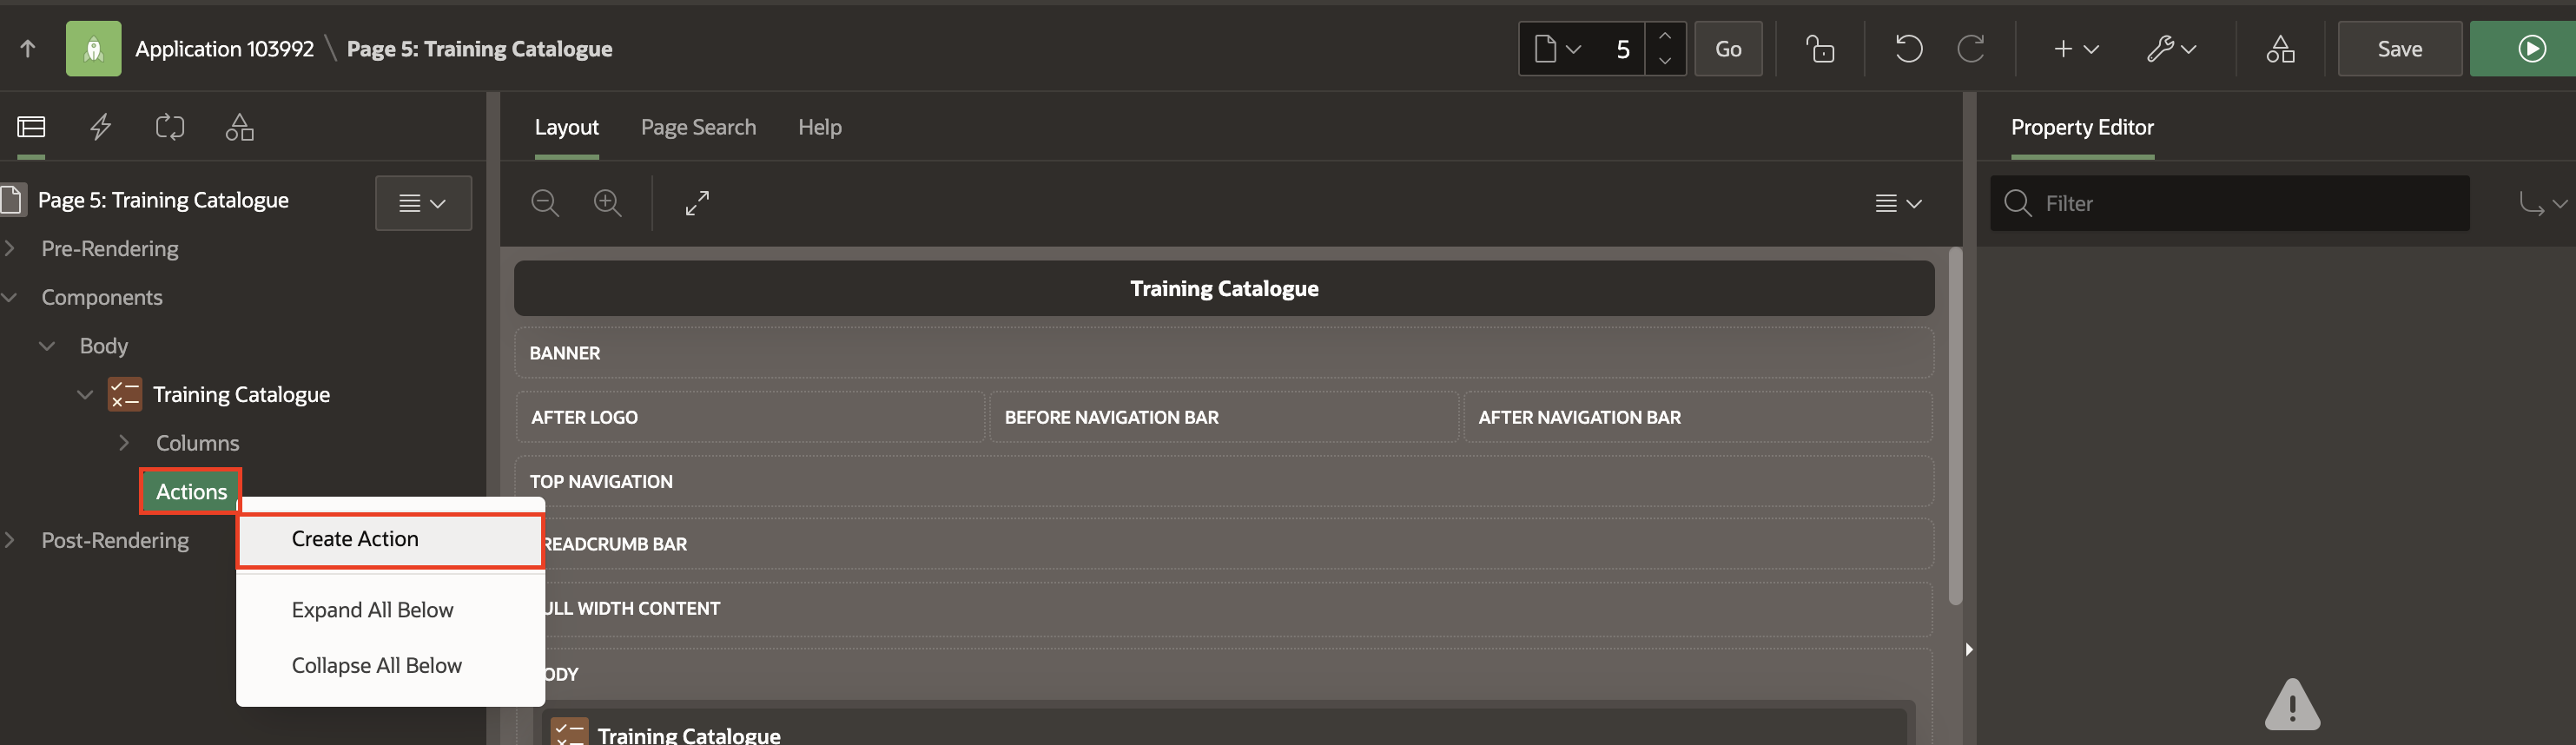 Application 103992 \ Page 5: Training Catalogue
5
Go
Save
Layout
Page Search
Help
Property Editor
Page 5: Training Catalogue
Filter
Pre-Rendering
Components
Training Catalogue
Body
BANNER
Training Catalogue
AFTER LOGO
BEFORE NAVIGATION BAR
AFTER NAVIGATION BAR
Columns
TOP NAVIGATION
Actions
Create Action
READCRUMB BAR
Post-Rendering
Expand All Below
ULL WIDTH CONTENT
Collapse All Below
ODY
Training Catalogue